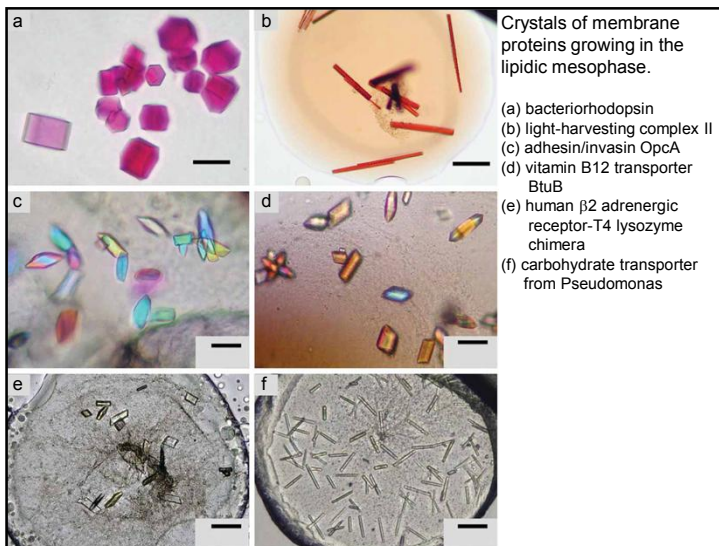 a
b
c
d
e
f
Crystals of membrane
proteins growing in the
lipidic mesophase.
(a) bacteriorhodopsin
(b) light-harvesting complex II
(c) adhesin/invasin OpcA
(d) vitamin B12 transporter
BtuB
(e) human β2 adrenergic
receptor-T4 lysozyme
chimera
(f) carbohydrate transporter
from Pseudomonas